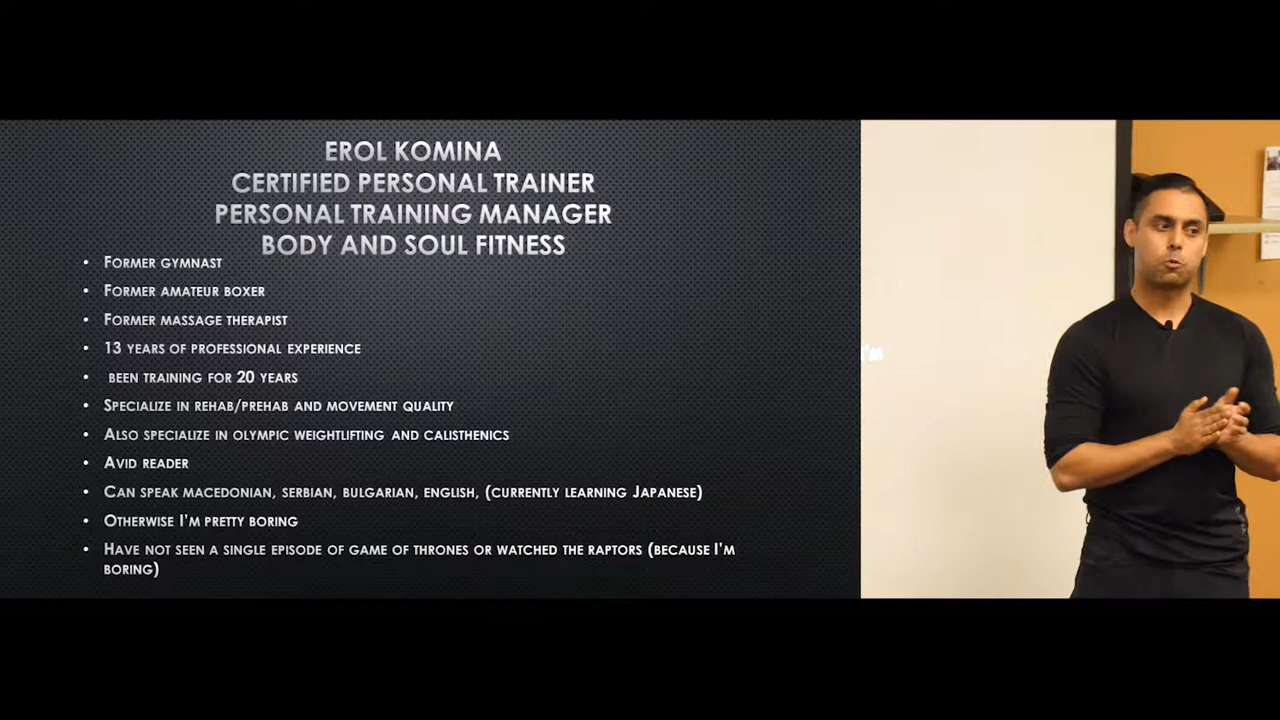 EROL KOMINA
CERTIFIED PERSONAL TRAINER
PERSONAL TRAINING MANAGER
BODY AND SOUL FITNESS
• FORMER GYMNAST
• FORMER AMATEUR BOXER
• FORMER MASSAGE THERAPIST
• 13 YEARS OF PROFESSIONAL EXPERIENCE
• BEEN TRAINING FOR 20 YEARS
• SPECIALIZE IN REHAB/PREHAB AND MOVEMENT QUALITY
• ALSO SPECIALIZE IN OLYMPIC WEIGHTLIFTING AND CALISTHENICS
• AVID READER
• CAN SPEAK MACEDONIAN, SERBIAN, BULGARIAN, ENGLISH, (CURRENTLY LEARNING JAPANESE)
• OTHERWISE I'M PRETTY BORING
• HAVE NOT SEEN A SINGLE EPISODE OF GAME OF THRONES OR WATCHED THE RAPTORS (BECAUSE I'M
BORING)
I'M